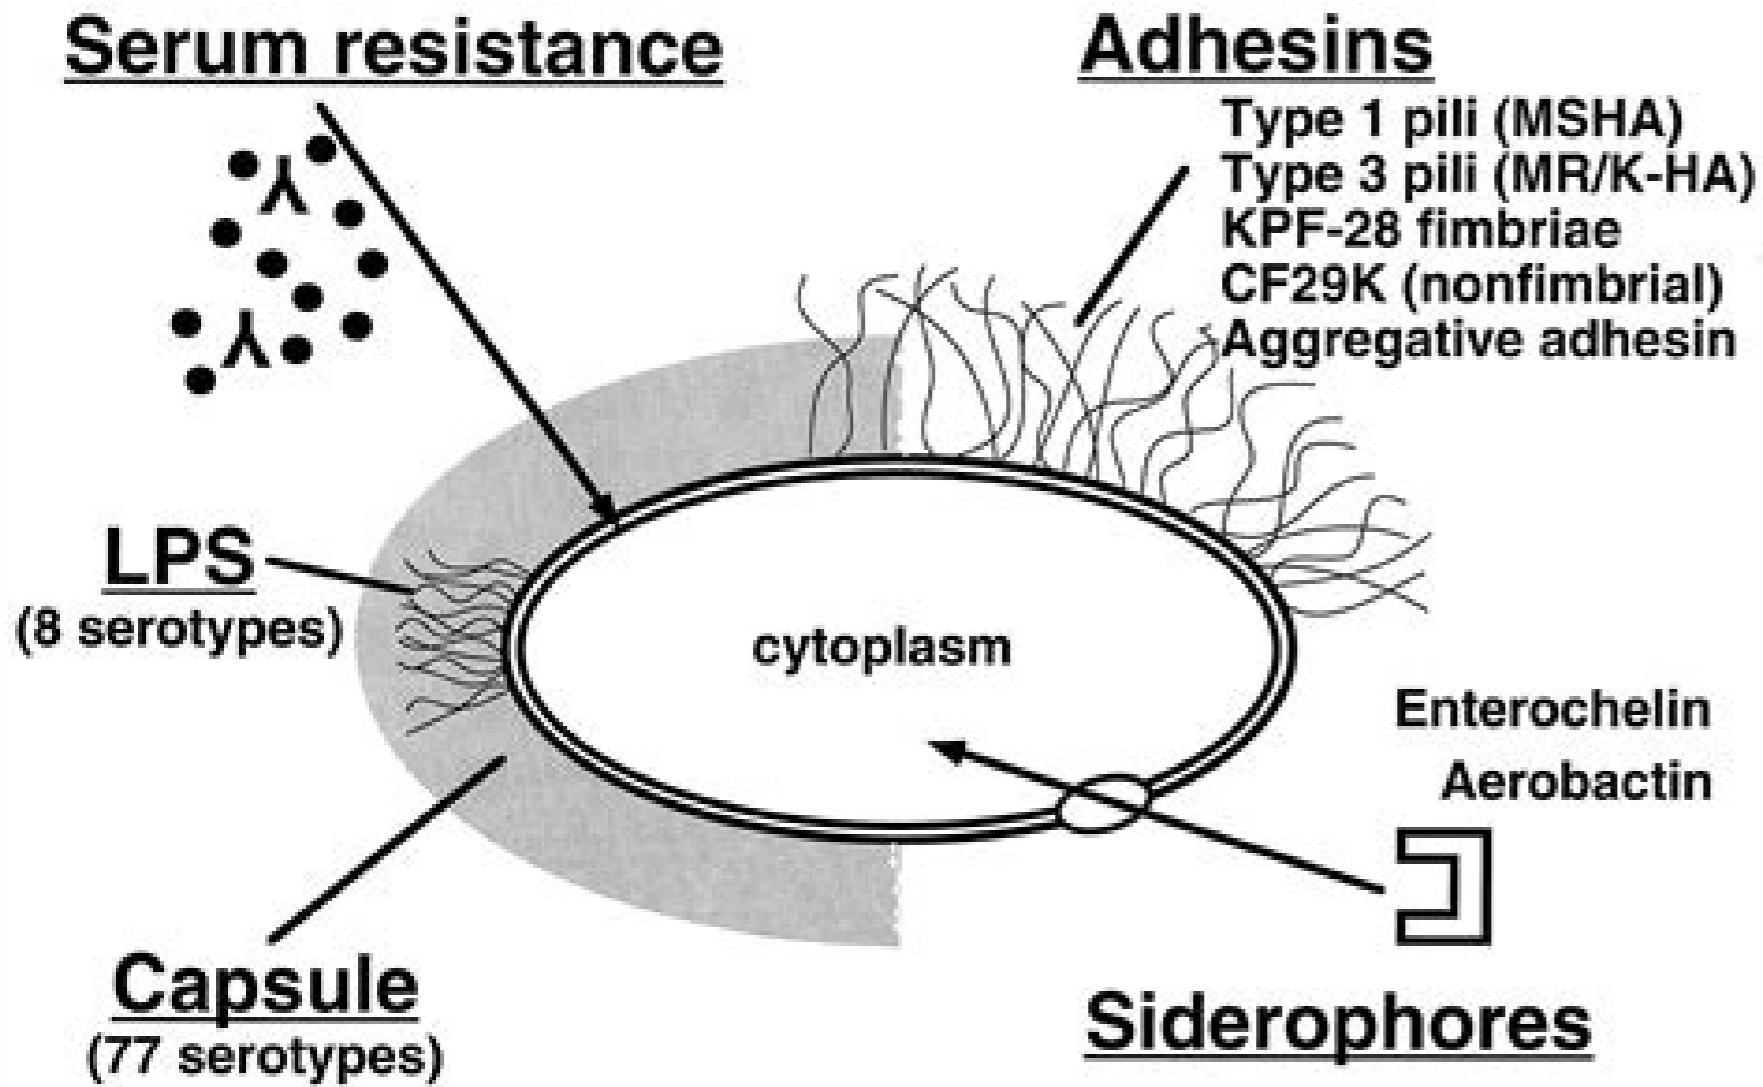 Serum resistance
Adhesins
Type 1 pili (MSHA)
Type 3 pili (MR/K-HA)
KPF-28 fimbriae
CF29K (nonfimbrial)
Aggregative adhesin
LPS
(8 serotypes)
cytoplasm
Enterochelin
Aerobactin
Capsule
(77 serotypes)
Siderophores